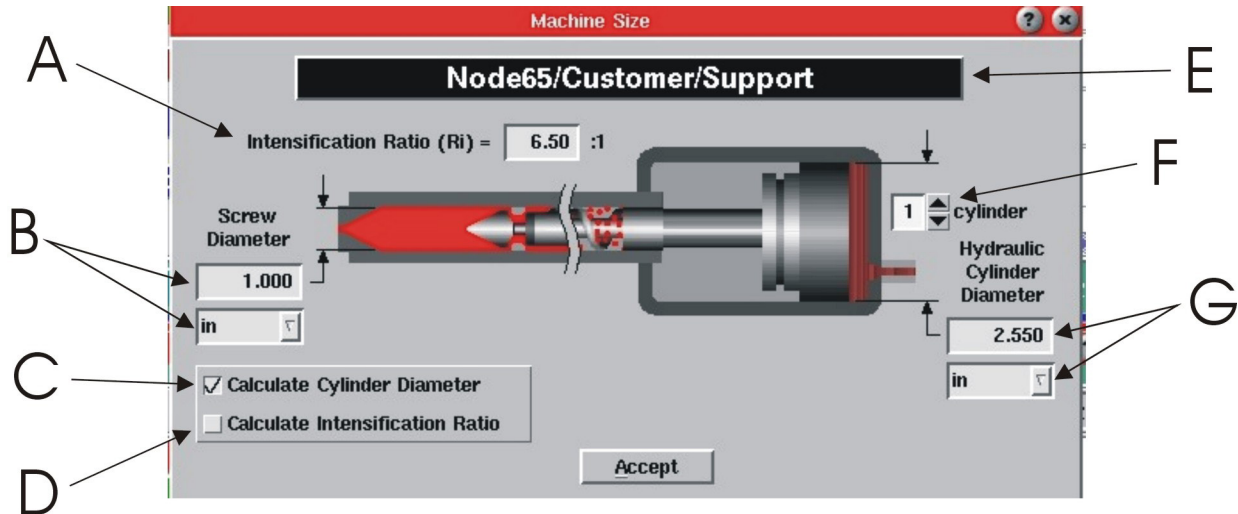 Machine Size
?
x
A
Node65/Customer/Support
E
Intensification Ratio (Ri) = 6.50 :1
F
1 cylinder
B
Screw
Diameter
1.000
in
Hydraulic
Cylinder
Diameter
2.550
in
G
C
Calculate Cylinder Diameter
Calculate Intensification Ratio
D
Accept